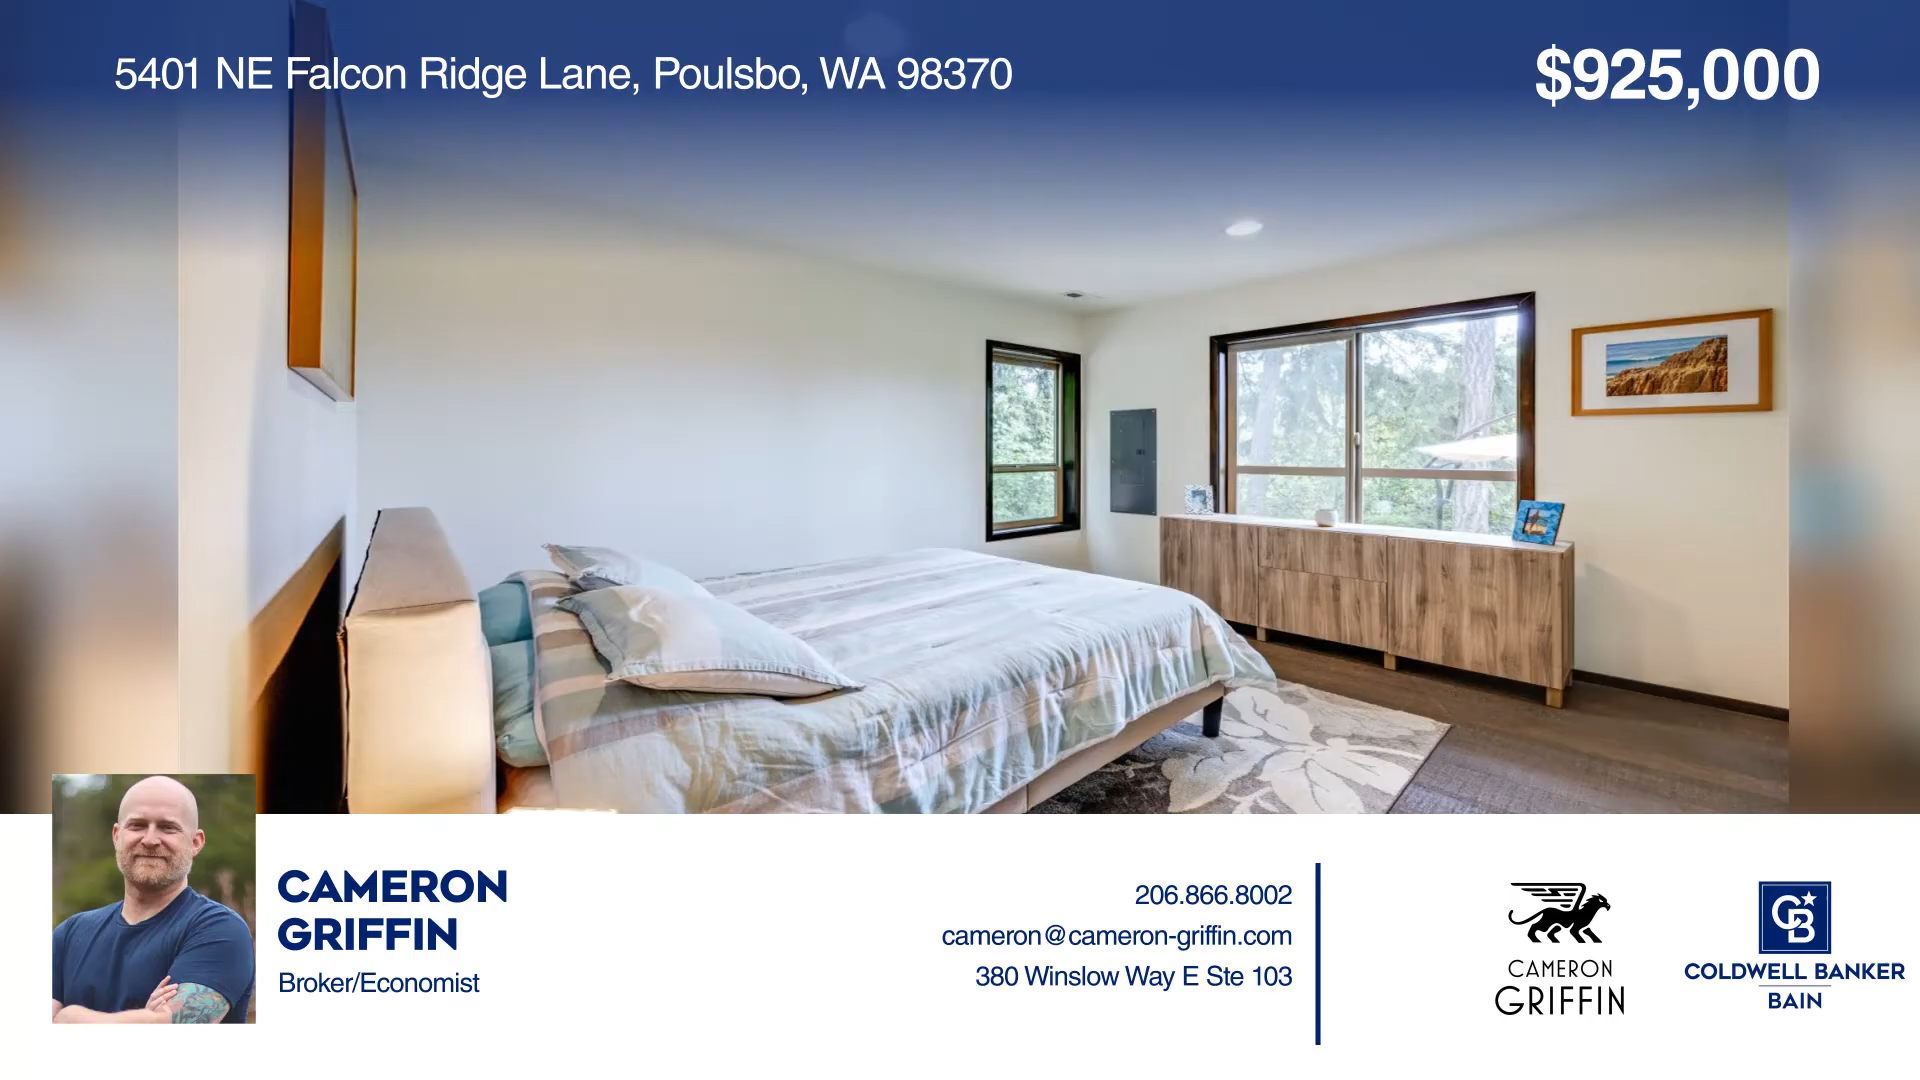 5401 NE Falcon Ridge Lane, Poulsbo, WA 98370
$925,000
CAMERON
GRIFFIN
Broker/Economist
206.866.8002
cameron@cameron-griffin.com
380 Winslow Way E Ste 103
CAMERON
GRIFFIN
CB
COLDWELL BANKER
BAIN